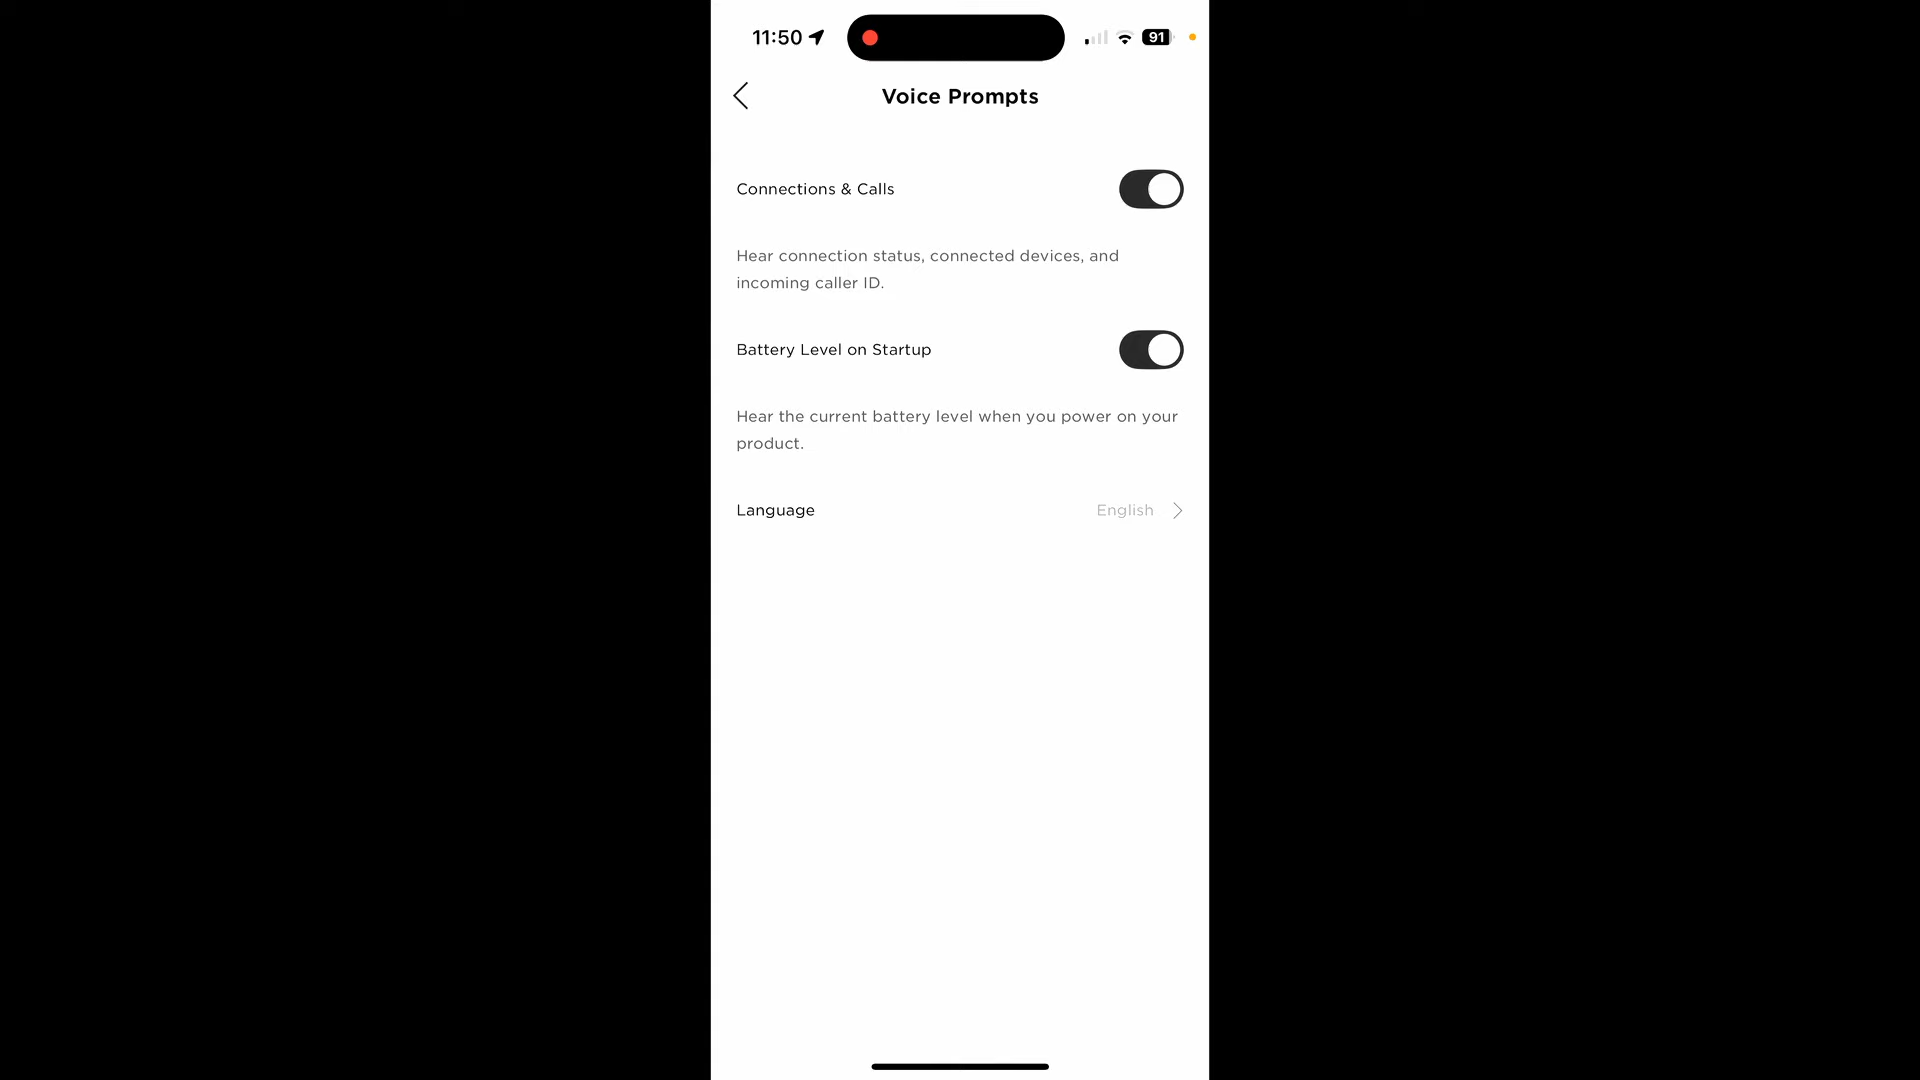 11:50
91
Voice Prompts
Connections & Calls
Hear connection status, connected devices, and
incoming caller ID.
Battery Level on Startup
Hear the current battery level when you power on your
product.
Language English